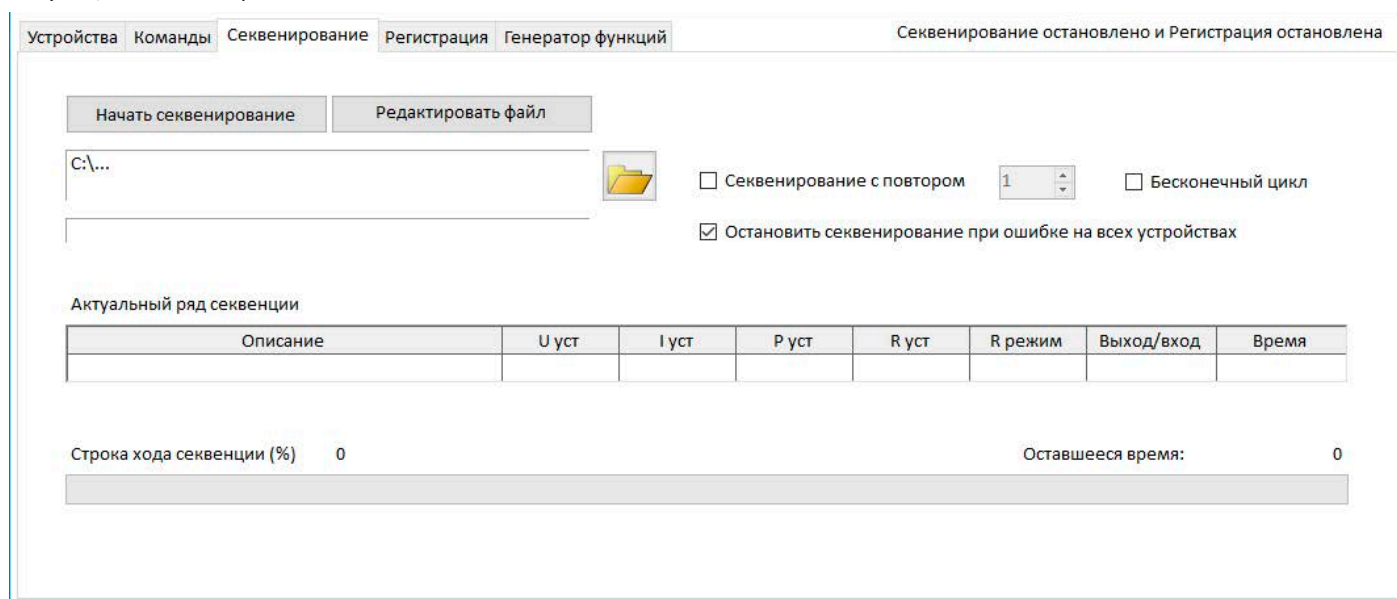 Устройства Команды Секвенирование Регистрация Генератор функций Секвенирование остановлено и Регистрация остановлена
Начать секвенирование Редактировать файл
C:\...
Секвенирование с повтором 1 Бесконечный цикл
Остановить секвенирование при ошибке на всех устройствах
Актуальный ряд секвенции
Описание U уст I уст P уст R уст R режим Выход/вход Время
Строка хода секвенции (%) 0 Оставшееся время: 0